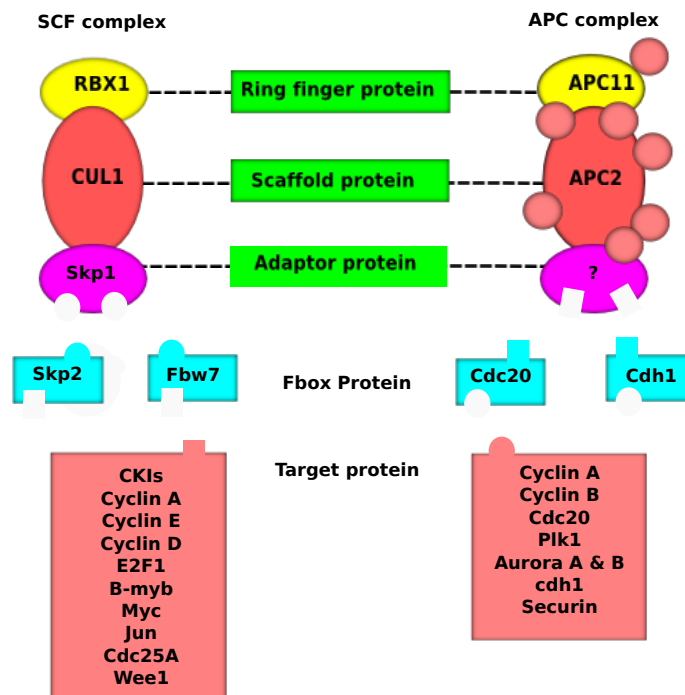 SCF complex
APC complex
RBX1
Ring finger protein
APC11
CUL1
Scaffold protein
APC2
Skp1
Adaptor protein
?
Skp2
Fbw7
Fbox Protein
Cdc20
Cdh1
Target protein
CKIs
Cyclin A
Cyclin E
Cyclin D
E2F1
B-myb
Myc
Jun
Cdc25A
Wee1
Cyclin A
Cyclin B
Cdc20
Plk1
Aurora A & B
cdh1
Securin